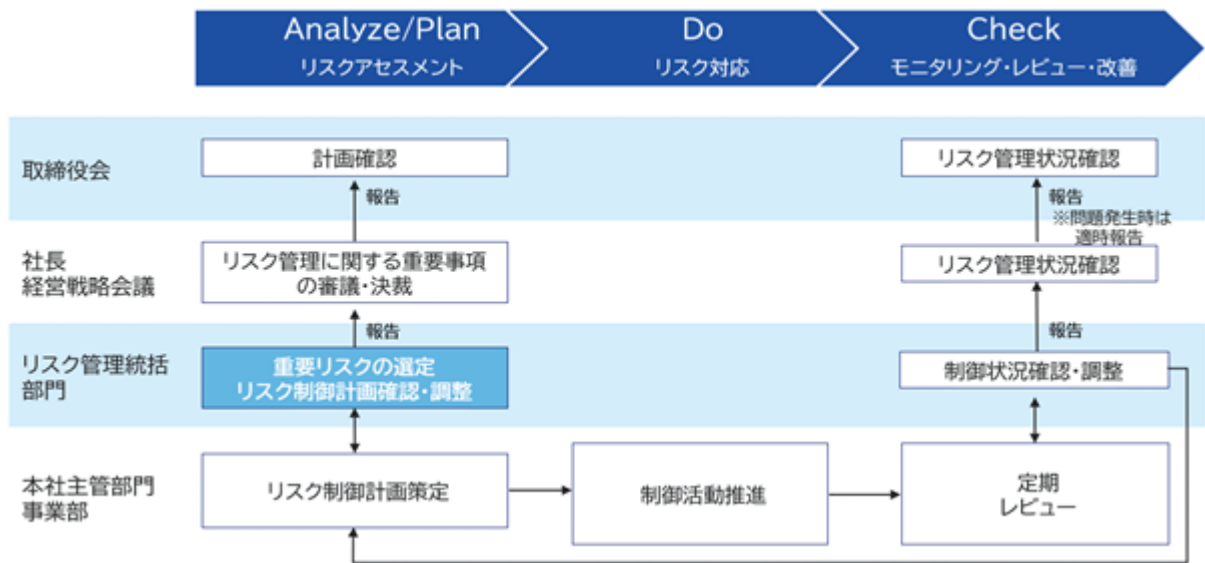 Analyze/Plan
リスクアセスメント
Do
リスク対応
Check
モニタリング・レビュー・改善
取締役会
計画確認
リスク管理状況確認
報告
報告
※問題発生時は
適時報告
社長
経営戦略会議
リスク管理に関する重要事項
の審議・決裁
リスク管理状況確認
報告
報告
リスク管理統括
部門
重要リスクの選定
リスク制御計画確認・調整
制御状況確認・調整
本社主管部門
事業部
リスク制御計画策定
制御活動推進
定期
レビュー